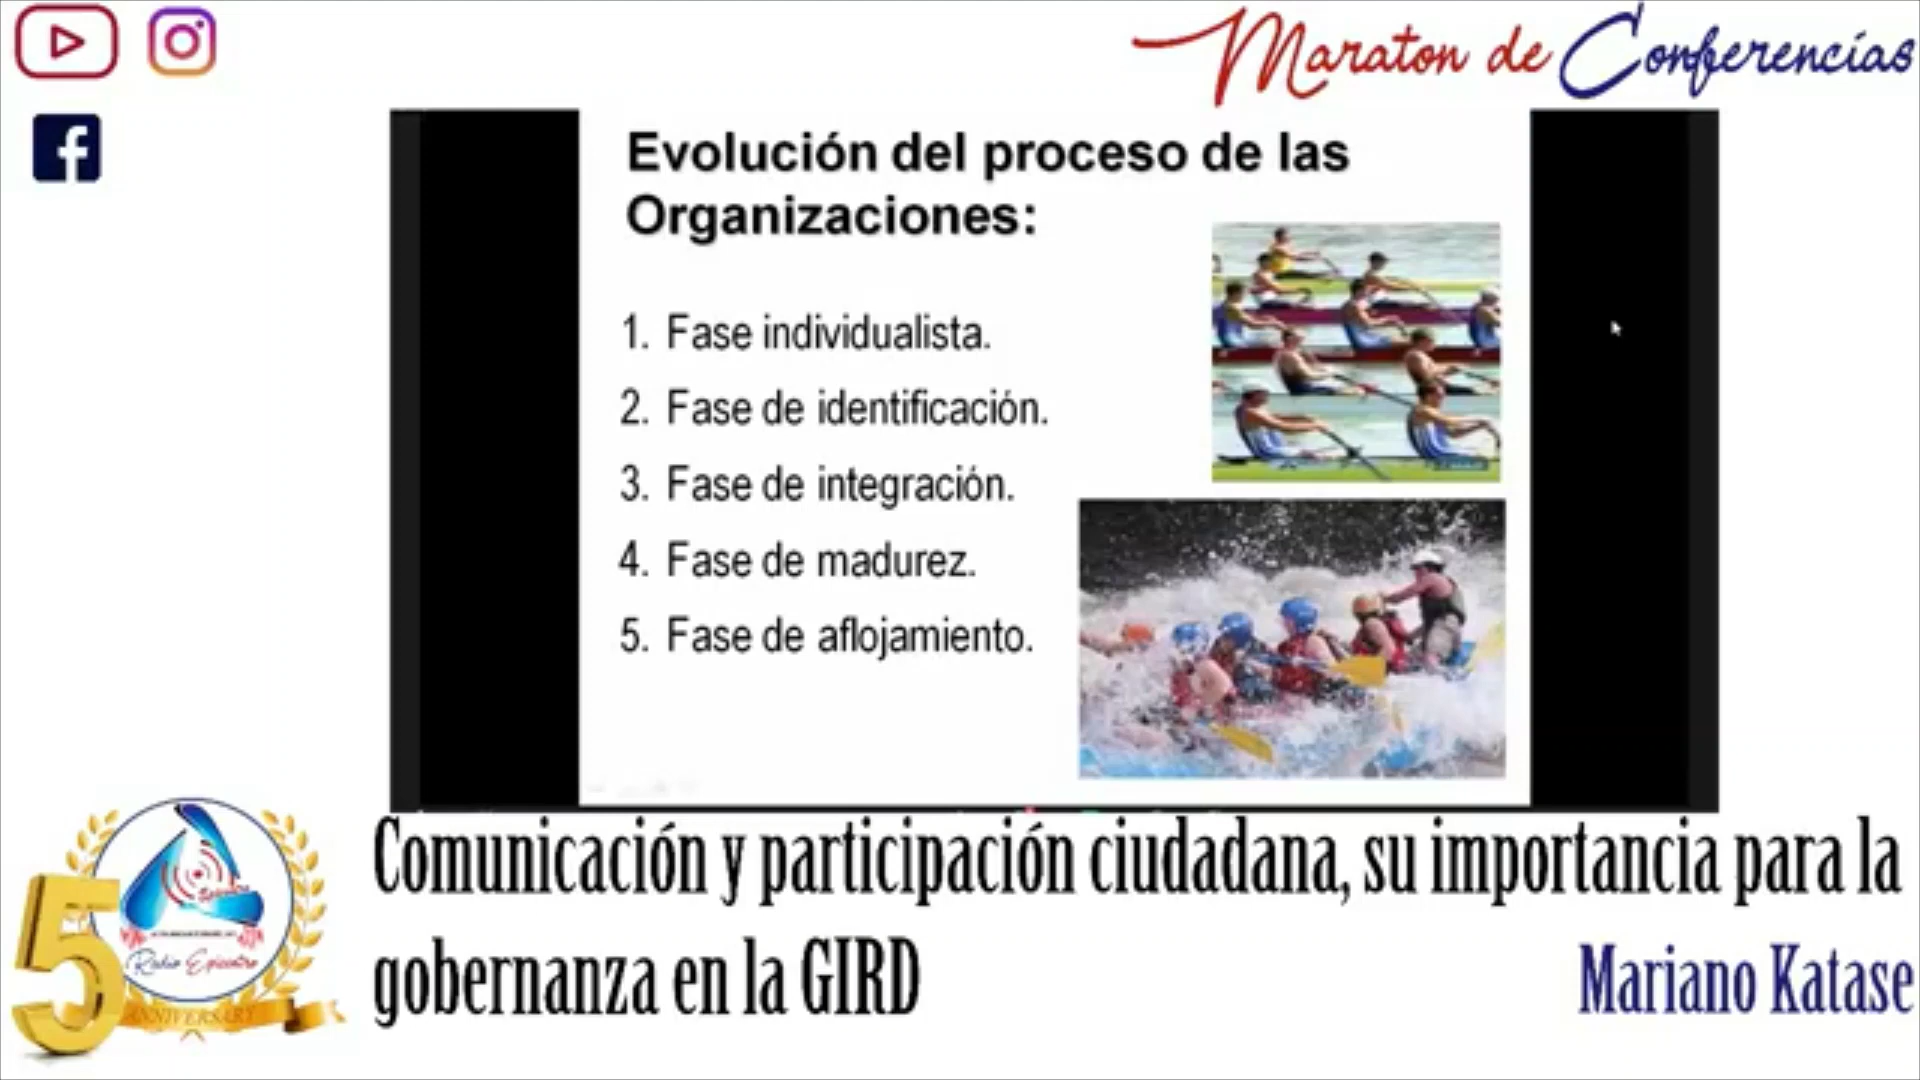 Maraton de Conferencias
Evolución del proceso de las
Organizaciones:
1. Fase individualista.
2. Fase de identificación.
3. Fase de integración.
4. Fase de madurez.
5. Fase de aflojamiento.
Comunicación y participación ciudadana, su importancia para la
gobernanza en la GIRD
Mariano Katase
5
Radio Epicentro
ANNIVERSARY